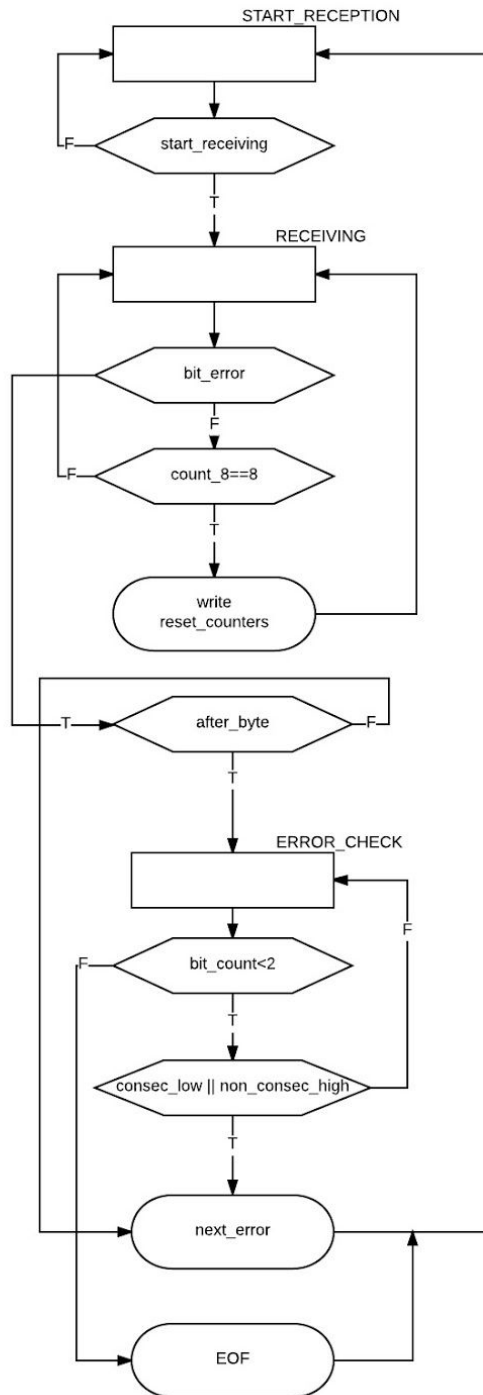 START_RECEPTION
F
start_receiving
T
RECEIVING
bit_error
F
F
count_8==8
T
write
reset_counters
T
after_byte
F
T
ERROR_CHECK
F
F
bit_count<2
T
consec_low || non_consec_high
T
next_error
EOF